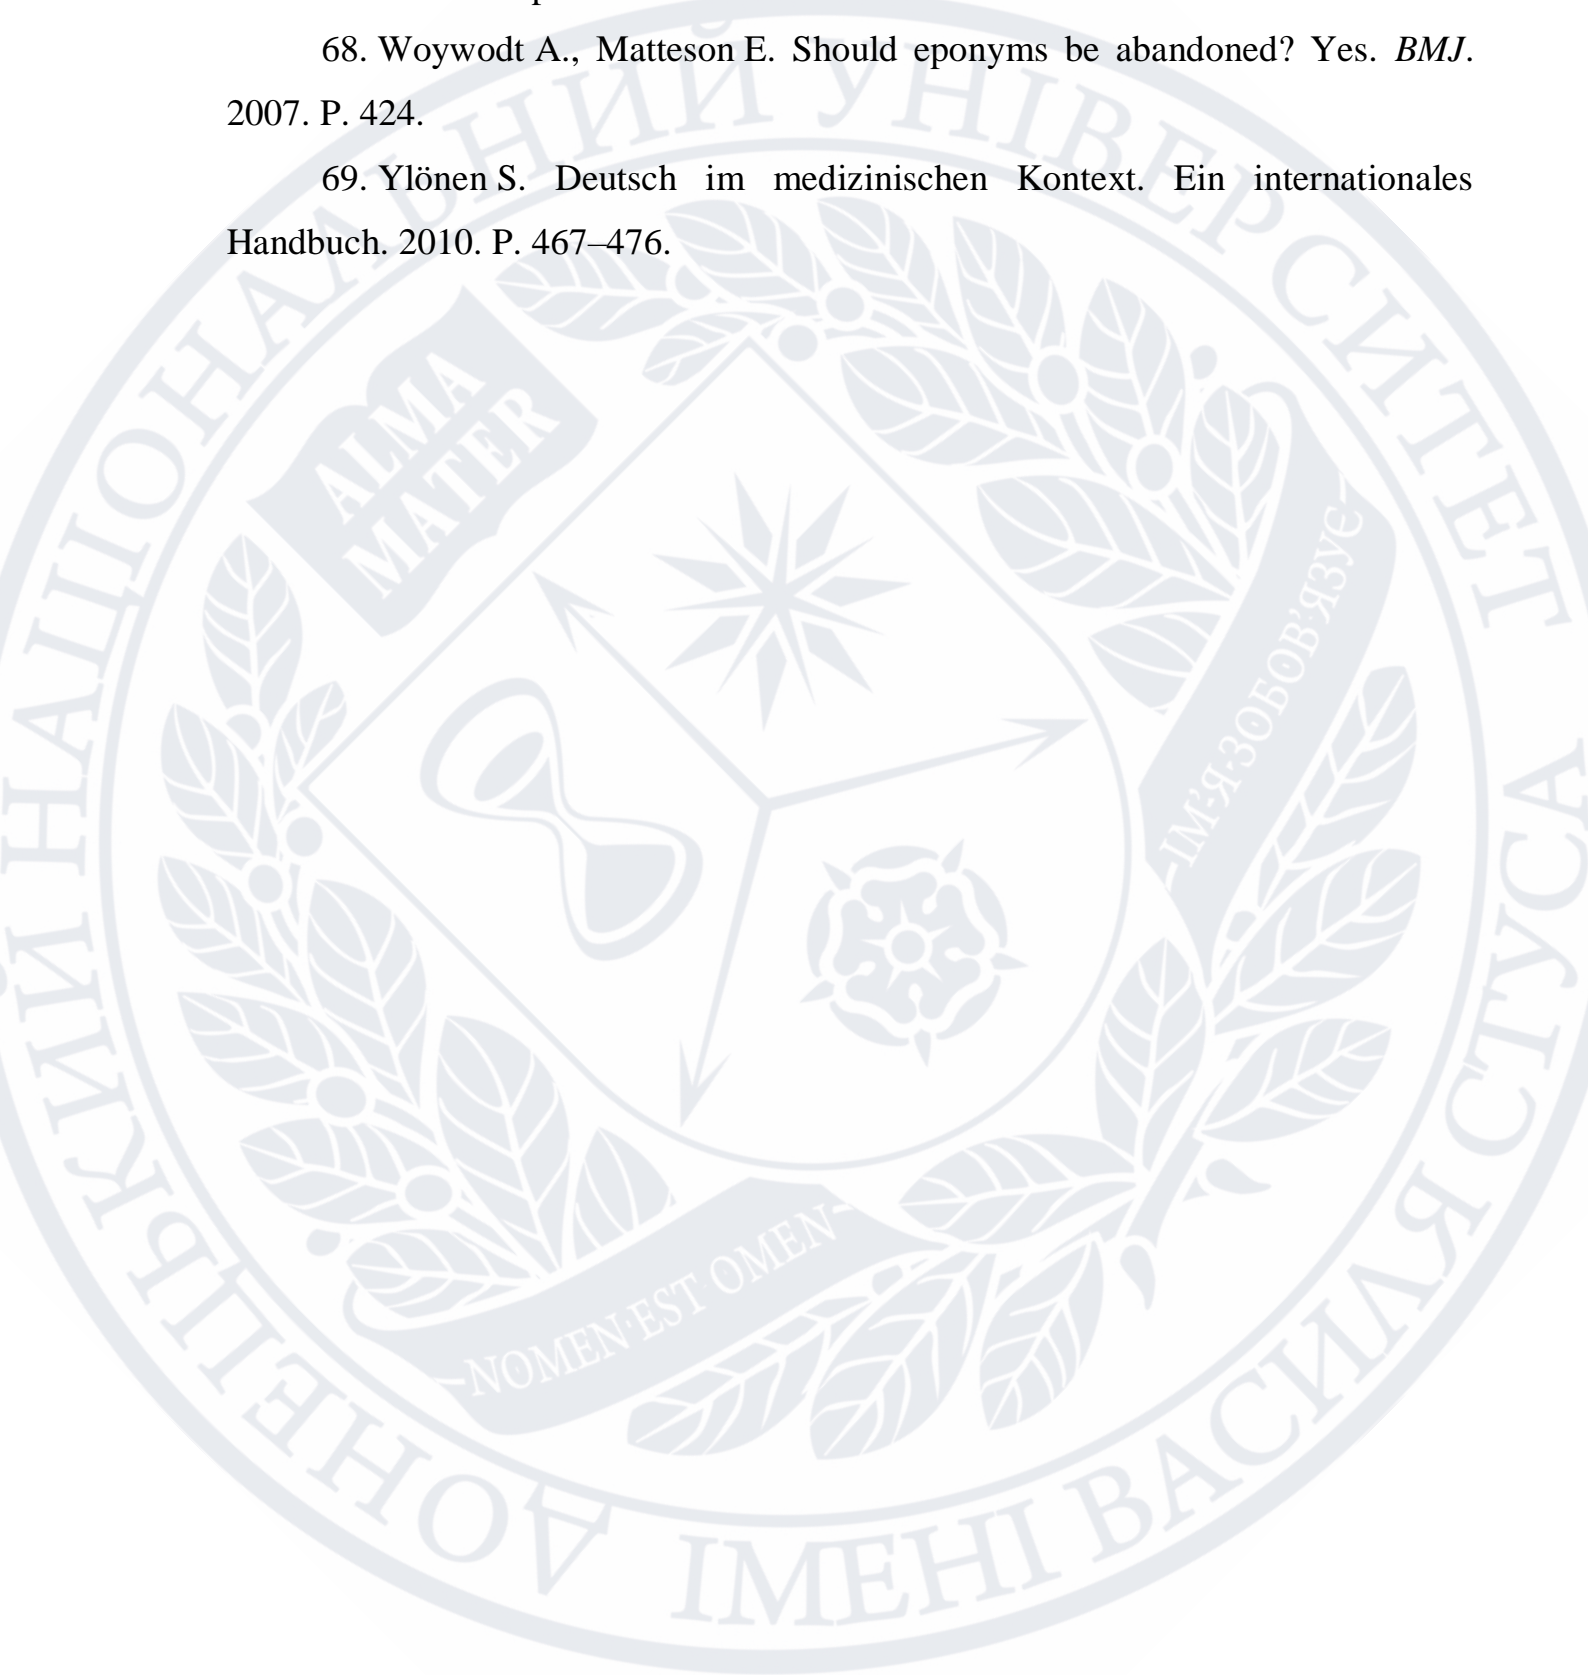 68. Woywodt A., Matteson E. Should eponyms be abandoned? Yes. BMJ.
2007. P. 424.
69. Ylönen S. Deutsch im medizinischen Kontext. Ein internationales
Handbuch. 2010. P. 467–476.
ДОНЕЦЬКИЙ НАЦІОНАЛЬНИЙ УНІВЕРСИТЕТ
ІМЕНІ ВАСИЛЯ СТУСА
ALMA
MATER
ІМ'Я·ЗОБОВ'ЯЗУЄ
NOMEN·EST·OMEN